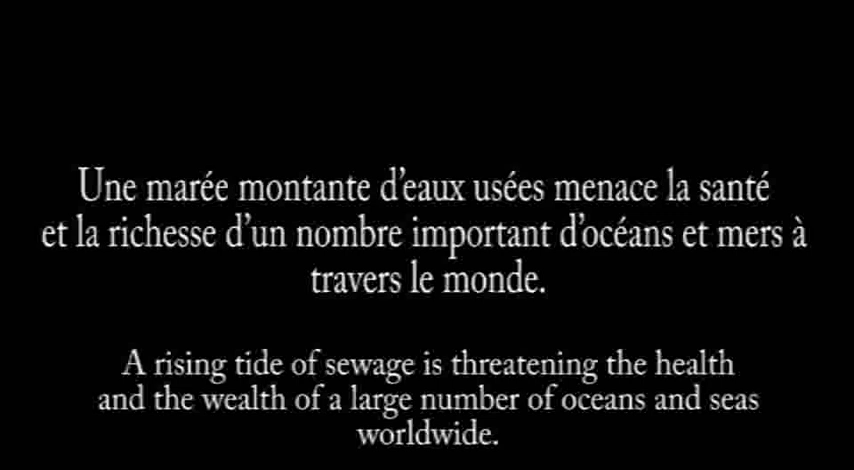 Une marée montante d'eaux usées menace la santé
et la richesse d'un nombre important d'océans et mers à
travers le monde.
A rising tide of sewage is threatening the health
and the wealth of a large number of oceans and seas
worldwide.